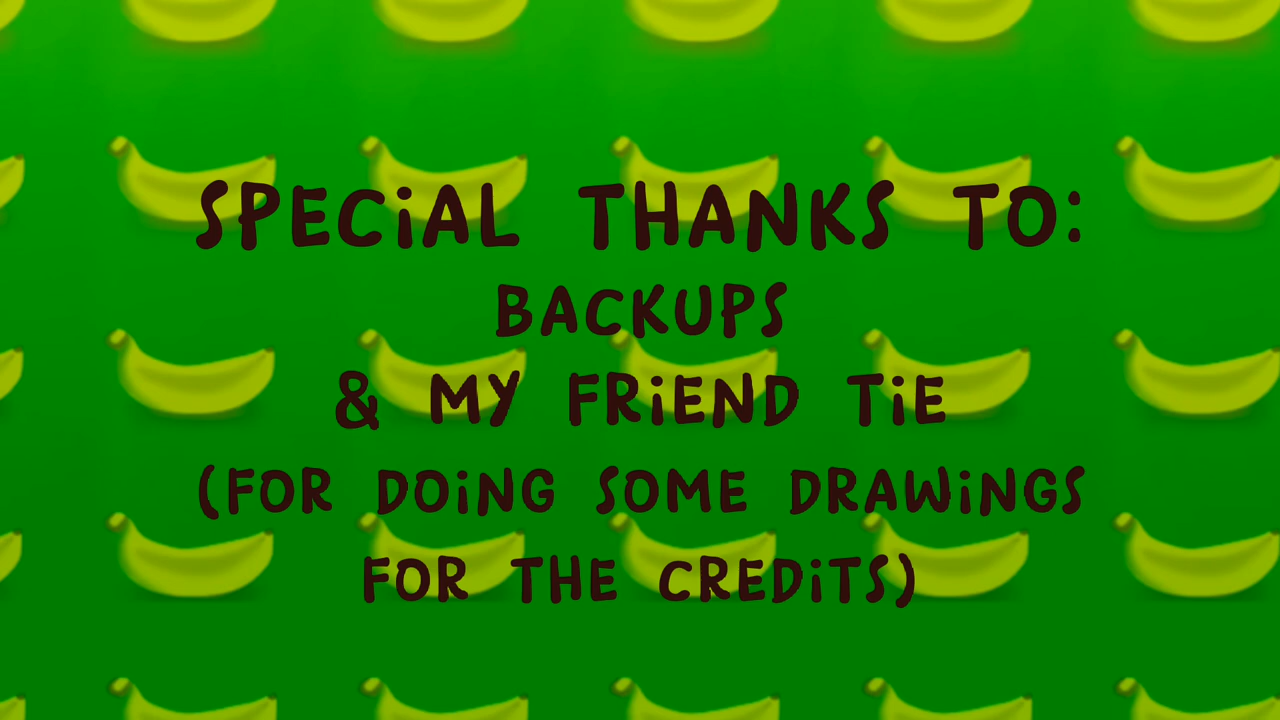 SPECiAL THANKS TO:
BACKUPS
& MY FRiEND TiE
(FOR DOiNG SOME DRAWiNGS
FOR THE CREDiTS)